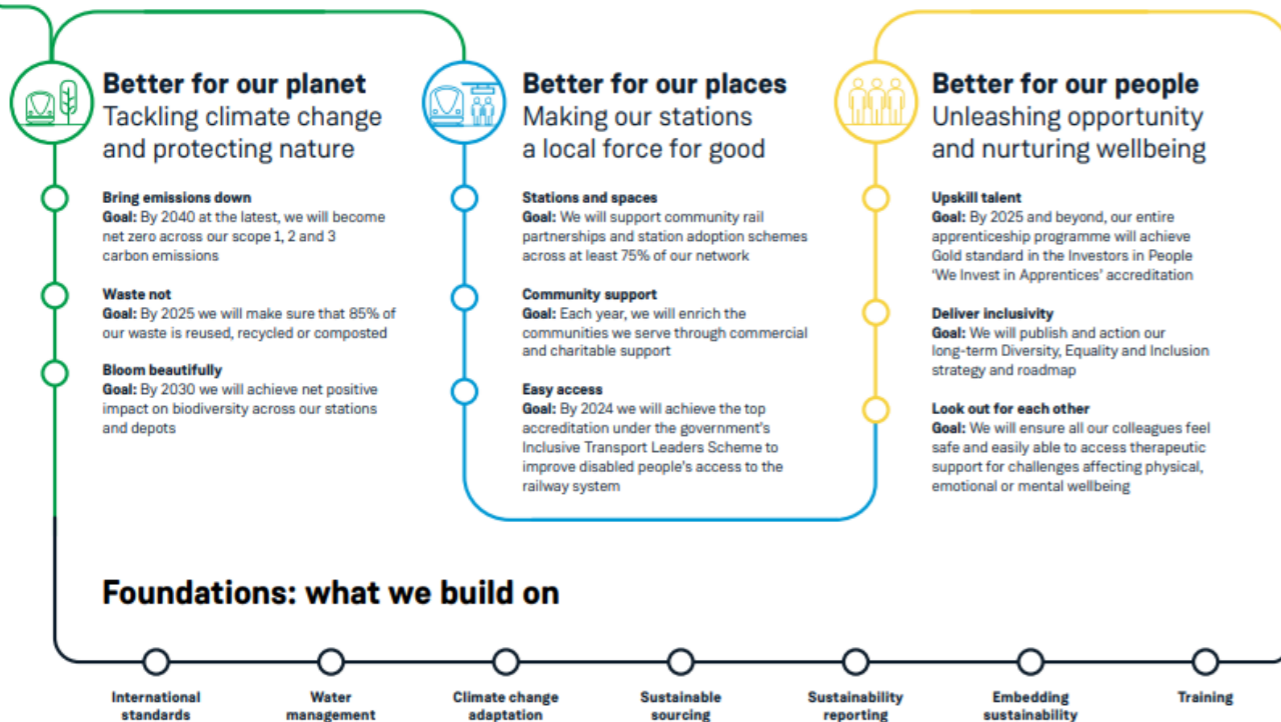 Better for our planet
Tackling climate change
and protecting nature
Bring emissions down
Goal: By 2040 at the latest, we will become
net zero across our scope 1, 2 and 3
carbon emissions
Waste not
Goal: By 2025 we will make sure that 85% of
our waste is reused, recycled or composted
Bloom beautifully
Goal: By 2030 we will achieve net positive
impact on biodiversity across our stations
and depots
Better for our places
Making our stations
a local force for good
Stations and spaces
Goal: We will support community rail
partnerships and station adoption schemes
across at least 75% of our network
Community support
Goal: Each year, we will enrich the
communities we serve through commercial
and charitable support
Easy access
Goal: By 2024 we will achieve the top
accreditation under the government's
Inclusive Transport Leaders Scheme to
improve disabled people's access to the
railway system
Better for our people
Unleashing opportunity
and nurturing wellbeing
Upskill talent
Goal: By 2025 and beyond, our entire
apprenticeship programme will achieve
Gold standard in the Investors in People
'We Invest in Apprentices' accreditation
Deliver inclusivity
Goal: We will publish and action our
long-term Diversity, Equality and Inclusion
strategy and roadmap
Look out for each other
Goal: We will ensure all our colleagues feel
safe and easily able to access therapeutic
support for challenges affecting physical,
emotional or mental wellbeing
Foundations: what we build on
International
standards
Water
management
Climate change
adaptation
Sustainable
sourcing
Sustainability
reporting
Embedding
sustainability
Training